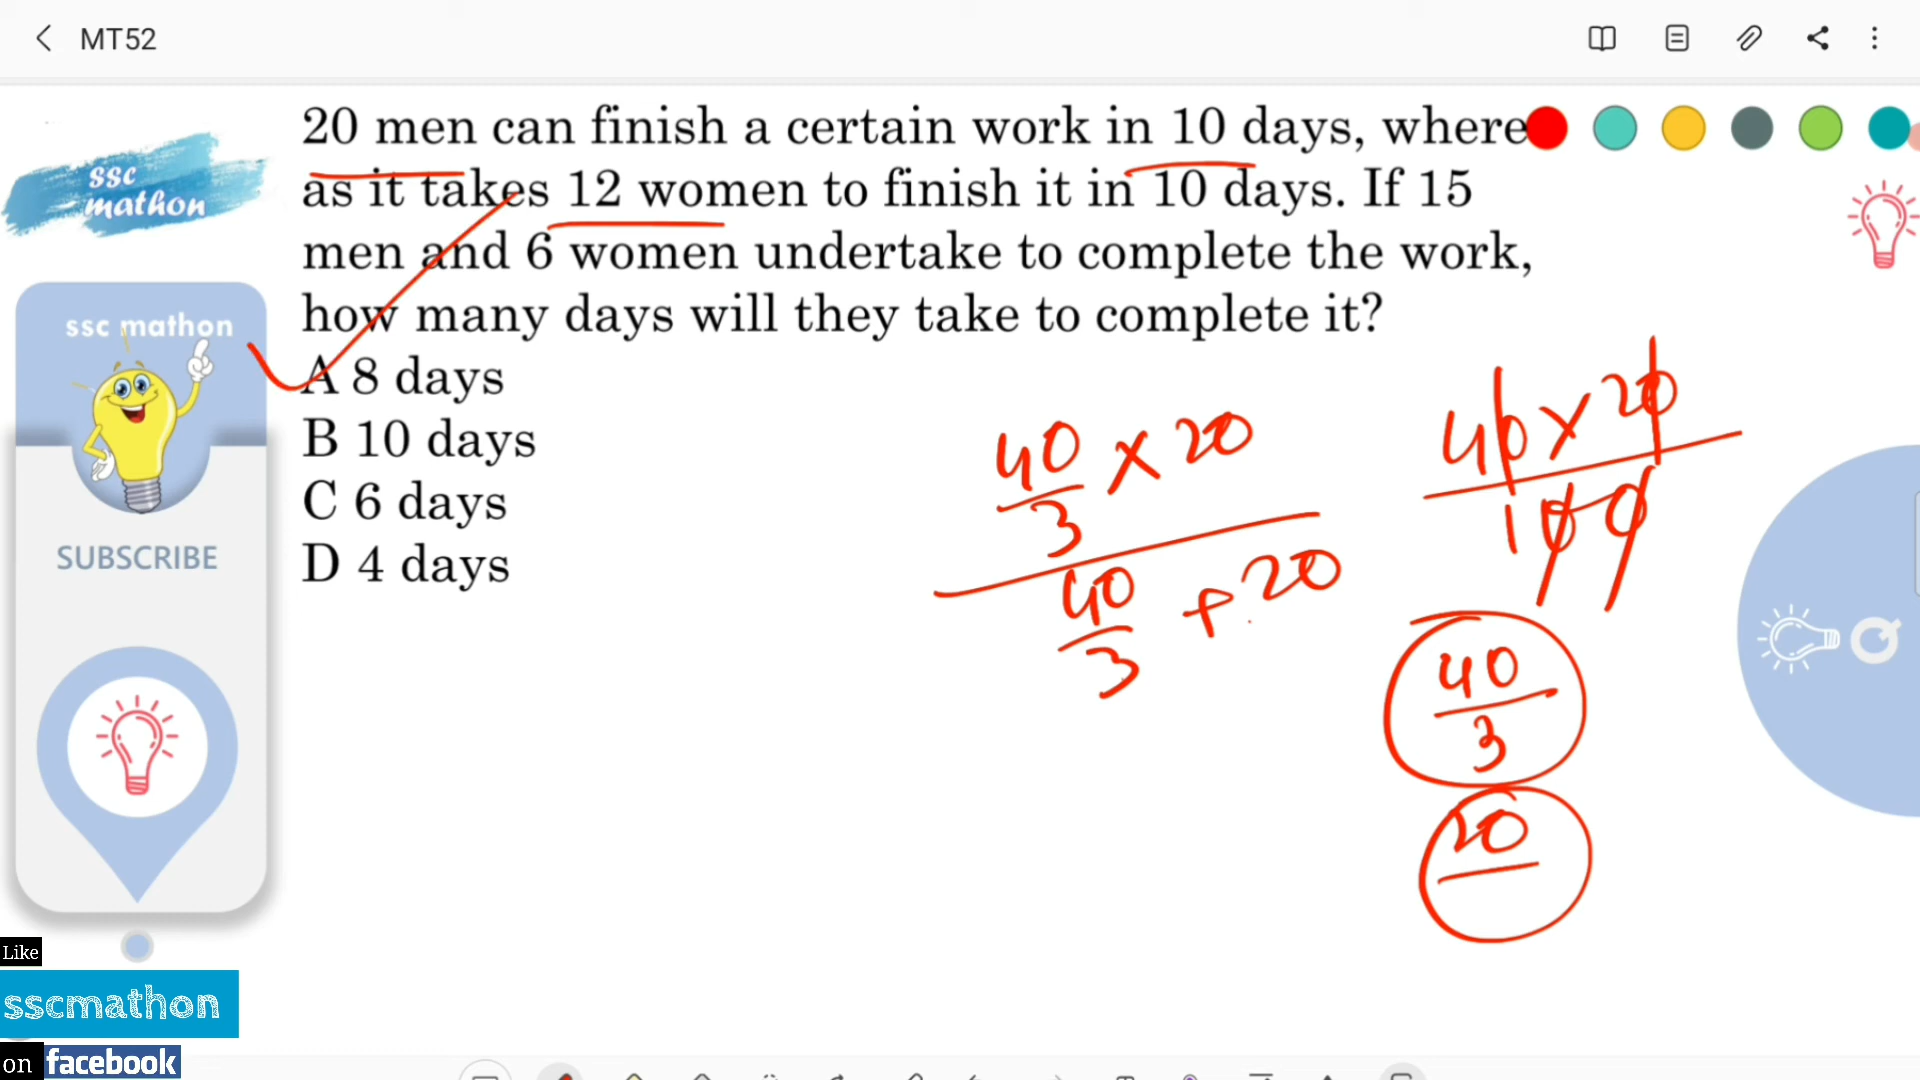 MT52
20 men can finish a certain work in 10 days, where
as it takes 12 women to finish it in 10 days. If 15
men and 6 women undertake to complete the work,
how many days will they take to complete it?
A 8 days
B 10 days
C 6 days
D 4 days
ssc
mathon
ssc mathon
SUBSCRIBE
40/3 × 20
40/3 + 20
40 × 20
100
40
3
20
Q
Like
sscmathon
on facebook